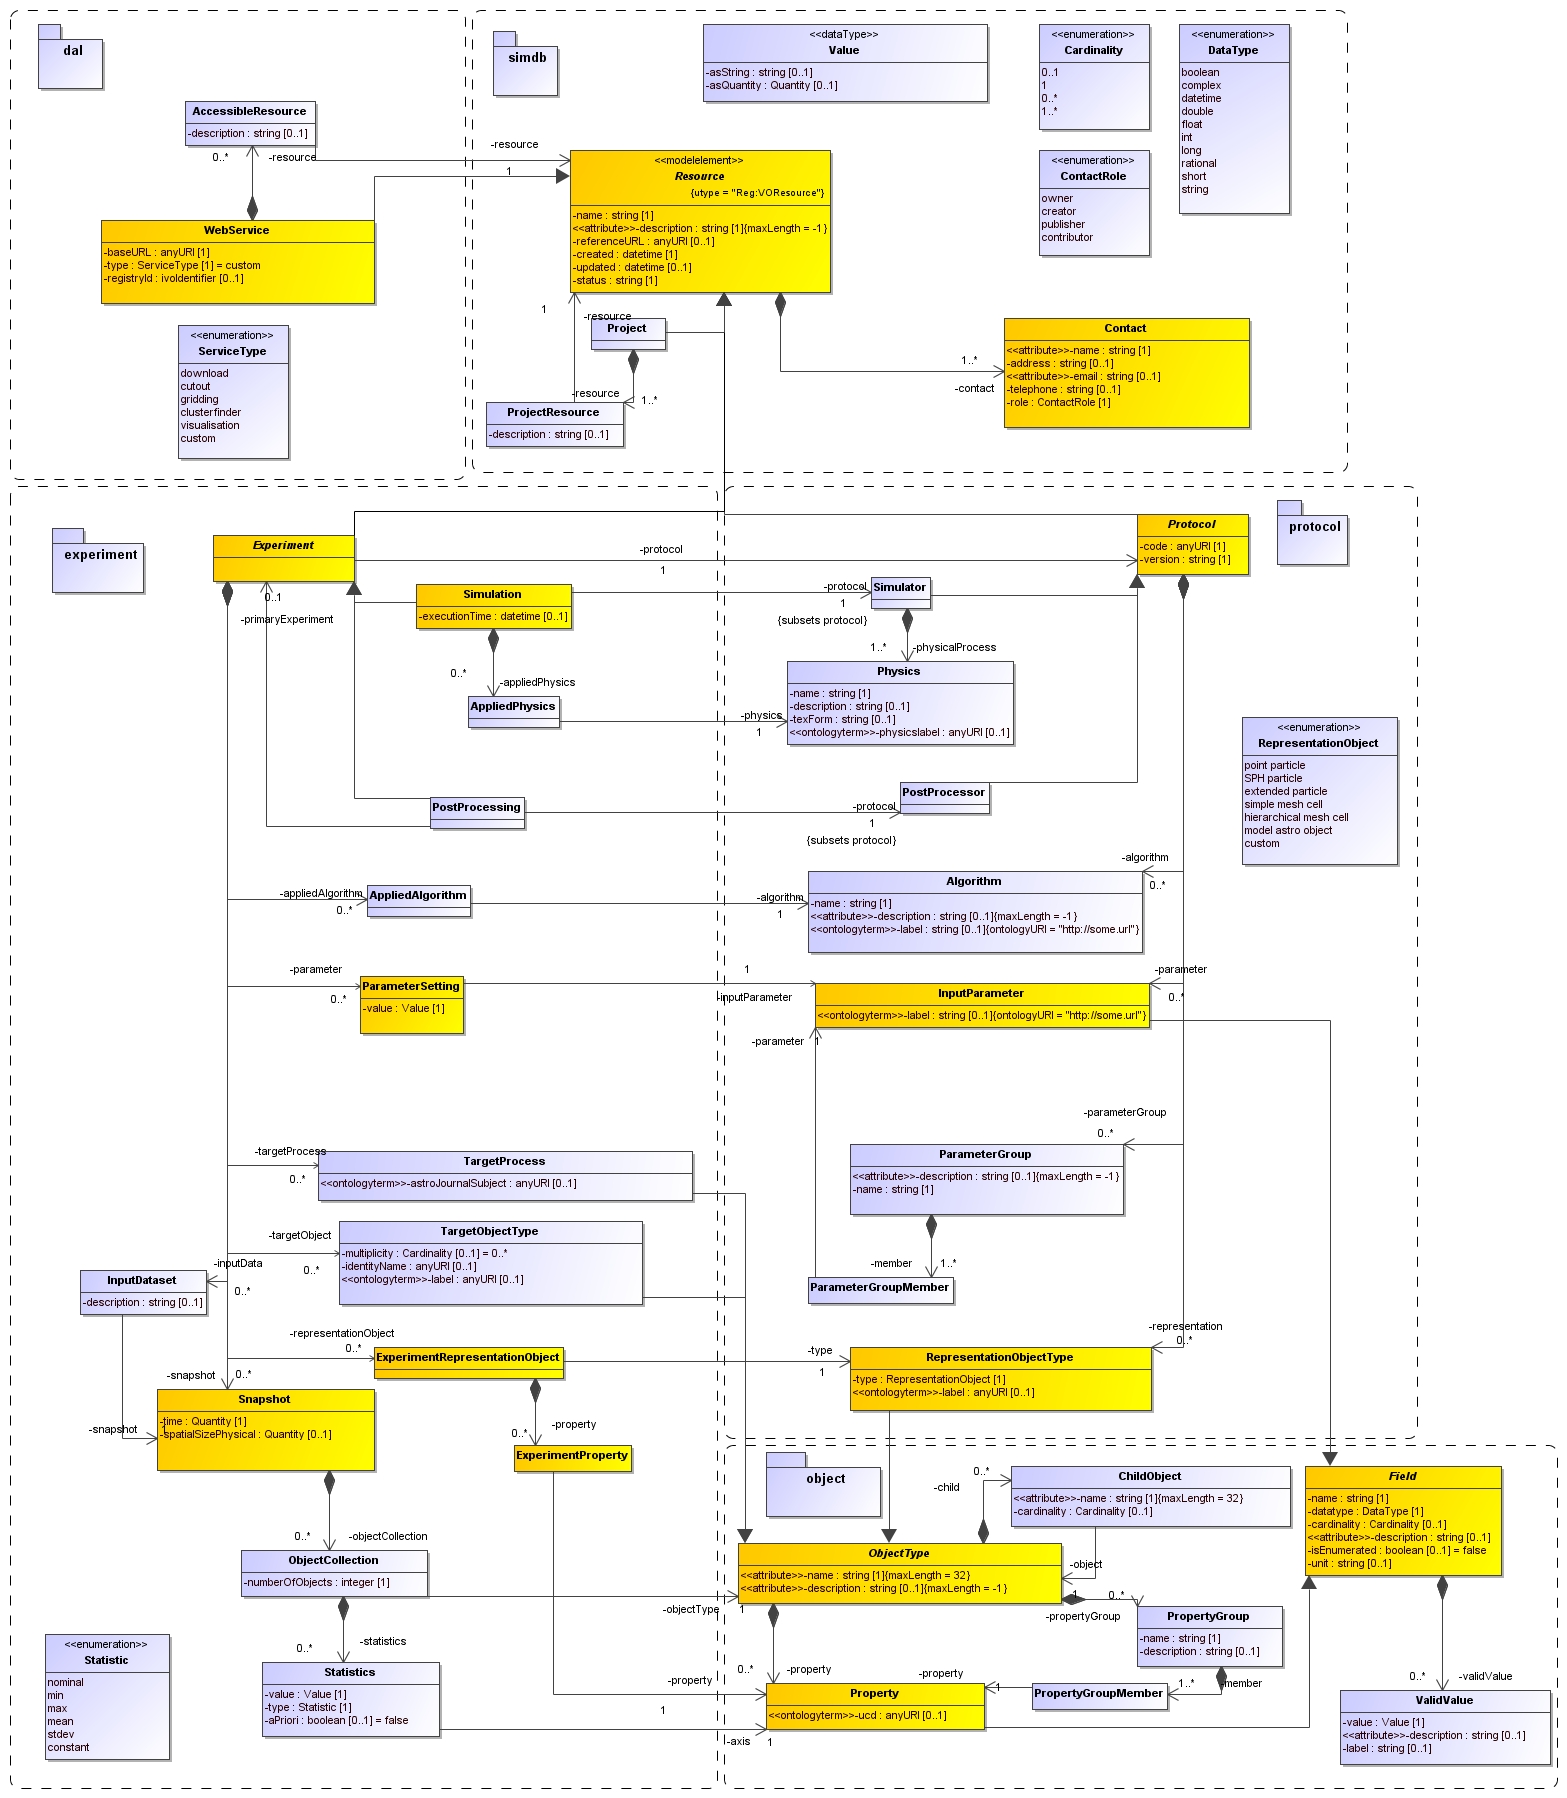 dal
AccessibleResource
-description : string [0..1]
0..*
-resource
-resource
1
WebService
-baseURL : anyURI [1]
-type : ServiceType [1] = custom
-registryId : ivoIdentifier [0..1]
<<enumeration>>
ServiceType
download
cutout
gridding
clusterfinder
visualisation
custom
simdb
<<dataType>>
Value
-asString : string [0..1]
-asQuantity : Quantity [0..1]
<<enumeration>>
Cardinality
0..1
1
0..*
1..*
<<enumeration>>
DataType
boolean
complex
datetime
double
float
int
long
rational
short
string
<<enumeration>>
ContactRole
owner
creator
publisher
contributor
<<modelelement>>
Resource
{utype = "Reg:VOResource"}
-name : string [1]
<<attribute>>-description : string [1]{maxLength = -1}
-referenceURL : anyURI [0..1]
-created : datetime [1]
-updated : datetime [0..1]
-status : string [1]
1
-resource
Project
-resource
1..*
ProjectResource
-description : string [0..1]
1..*
-contact
Contact
<<attribute>>-name : string [1]
-address : string [0..1]
<<attribute>>-email : string [0..1]
-telephone : string [0..1]
-role : ContactRole [1]
experiment
Experiment
0..1
-primaryExperiment
-protocol
1
Protocol
-code : anyURI [1]
-version : string [1]
protocol
Simulation
-executionTime : datetime [0..1]
-protocol
1
{subsets protocol}
Simulator
0..*
-appliedPhysics
1..*
-physicalProcess
AppliedPhysics
-physics
1
Physics
-name : string [1]
-description : string [0..1]
-texForm : string [0..1]
<<ontologyterm>>-physicslabel : anyURI [0..1]
<<enumeration>>
RepresentationObject
point particle
SPH particle
extended particle
simple mesh cell
hierarchical mesh cell
model astro object
custom
PostProcessing
-protocol
1
{subsets protocol}
PostProcessor
-appliedAlgorithm
0..*
AppliedAlgorithm
-algorithm
1
-algorithm
0..*
Algorithm
-name : string [1]
<<attribute>>-description : string [0..1]{maxLength = -1}
<<ontologyterm>>-label : string [0..1]{ontologyURI = "http://some.url"}
-parameter
0..*
ParameterSetting
-value : Value [1]
1
-inputParameter
-parameter
0..*
InputParameter
<<ontologyterm>>-label : string [0..1]{ontologyURI = "http://some.url"}
-parameter
1
-parameterGroup
0..*
ParameterGroup
<<attribute>>-description : string [0..1]{maxLength = -1}
-name : string [1]
-member
1..*
ParameterGroupMember
-targetProcess
0..*
TargetProcess
<<ontologyterm>>-astroJournalSubject : anyURI [0..1]
-targetObject
0..*
TargetObjectType
-multiplicity : Cardinality [0..1] = 0..*
-identityName : anyURI [0..1]
<<ontologyterm>>-label : anyURI [0..1]
-inputData
0..*
InputDataset
-description : string [0..1]
-representationObject
0..*
ExperimentRepresentationObject
-type
1
-representation
0..*
RepresentationObjectType
-type : RepresentationObject [1]
<<ontologyterm>>-label : anyURI [0..1]
-snapshot
0..*
Snapshot
-time : Quantity [1]
-spatialSizePhysical : Quantity [0..1]
-snapshot
1
0..*
-property
ExperimentProperty
0..*
-objectCollection
ObjectCollection
-numberOfObjects : integer [1]
-objectType
1
0..*
-statistics
Statistics
-value : Value [1]
-type : Statistic [1]
-aPriori : boolean [0..1] = false
-property
1
-axis
1
<<enumeration>>
Statistic
nominal
min
max
mean
stdev
constant
object
-child
0..*
ChildObject
<<attribute>>-name : string [1]{maxLength = 32}
-cardinality : Cardinality [0..1]
-object
1
ObjectType
<<attribute>>-name : string [1]{maxLength = 32}
<<attribute>>-description : string [0..1]{maxLength = -1}
0..*
-propertyGroup
PropertyGroup
-name : string [1]
-description : string [0..1]
0..*
-property
-property
1
1..*
-member
PropertyGroupMember
Property
<<ontologyterm>>-ucd : anyURI [0..1]
Field
-name : string [1]
-datatype : DataType [1]
-cardinality : Cardinality [0..1]
<<attribute>>-description : string [0..1]
-isEnumerated : boolean [0..1] = false
-unit : string [0..1]
0..*
-validValue
ValidValue
-value : Value [1]
<<attribute>>-description : string [0..1]
-label : string [0..1]